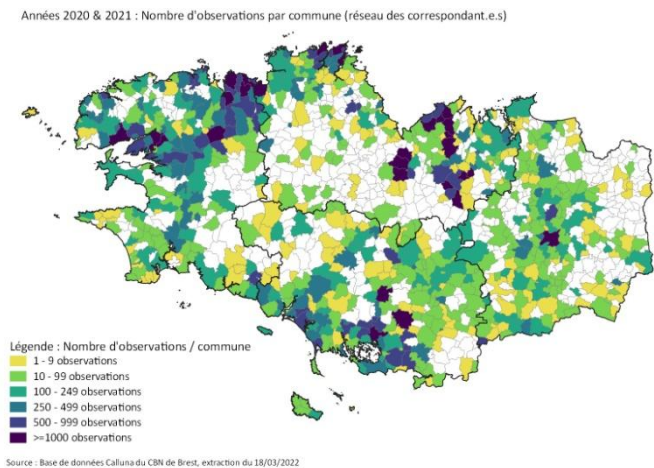 Années 2020 & 2021 : Nombre d'observations par commune (réseau des correspondant.e.s)
Légende : Nombre d'observations / commune
1 - 9 observations
10 - 99 observations
100 - 249 observations
250 - 499 observations
500 - 999 observations
>=1000 observations
Source : Base de données Calluna du CBN de Brest, extraction du 18/03/2022